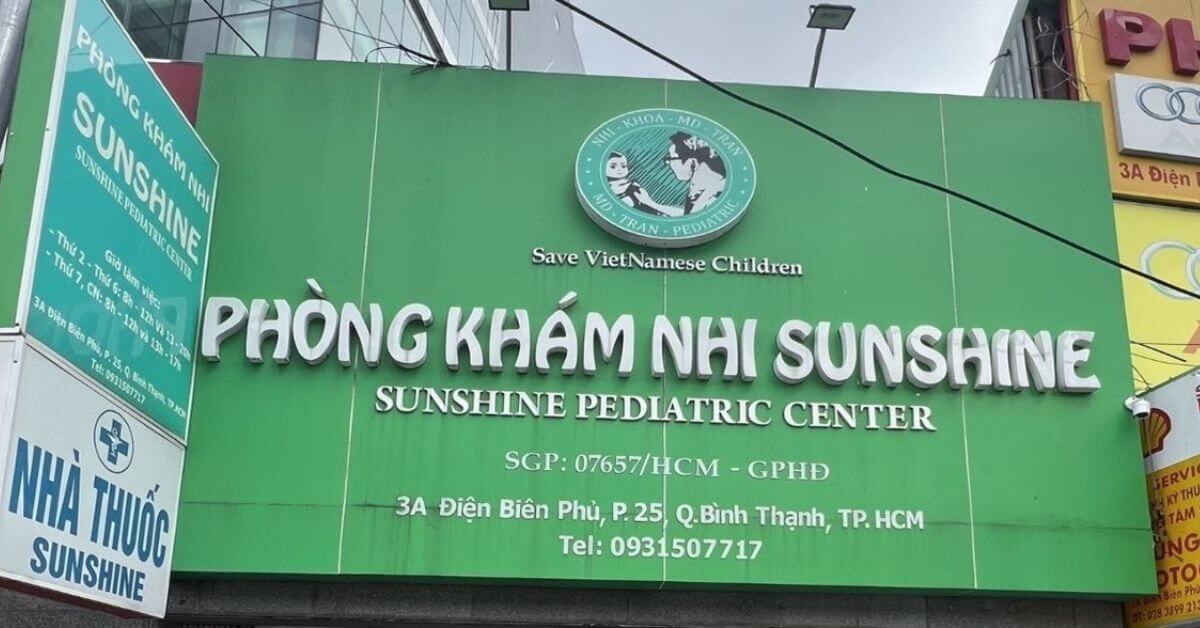 PHÒNG KHÁM NHI
SUNSHINE
SUNSHINE PEDIATRIC CENTER
Giờ làm việc:
- Thứ 2 - Thứ 6: 8h - 12h Và 13 - 20h
- Thứ 7, CN: 8h - 12h và 13h - 17h
3A Điện Biên Phủ, P. 25, Q. Bình Thạnh, TP.HCM
Tel: 0931507717
NHÀ THUỐC
SUNSHINE
NHI - KHOA - MD - TRAN
MD - TRAN - PEDIATRIC
Save VietNamese Children
PHÒNG KHÁM NHI SUNSHINE
SUNSHINE PEDIATRIC CENTER
SGP: 07657/HCM - GPHĐ
3A Điện Biên Phủ, P. 25, Q.Bình Thạnh, TP. HCM
Tel: 0931507717
3A Điện